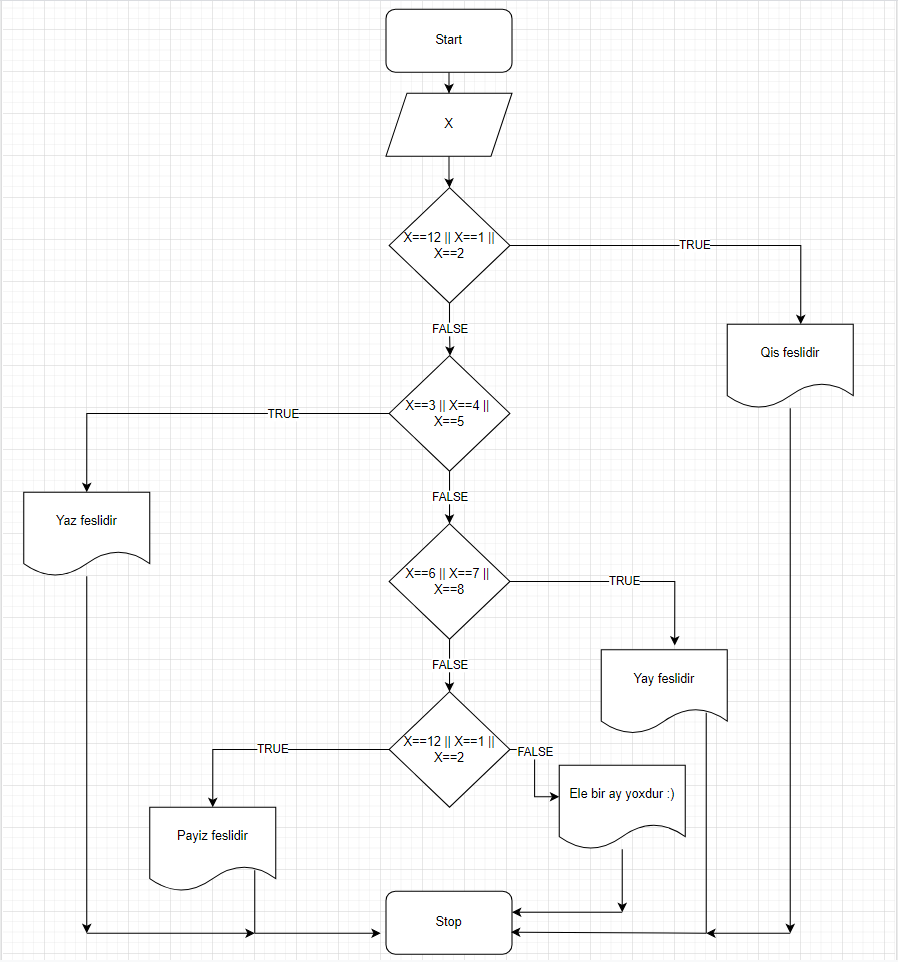 Start
X
X==12 || X==1 ||
X==2
TRUE
FALSE
Qis feslidir
X==3 || X==4 ||
X==5
TRUE
FALSE
Yaz feslidir
X==6 || X==7 ||
X==8
TRUE
FALSE
Yay feslidir
X==12 || X==1 ||
X==2
TRUE
FALSE
Ele bir ay yoxdur :)
Payiz feslidir
Stop